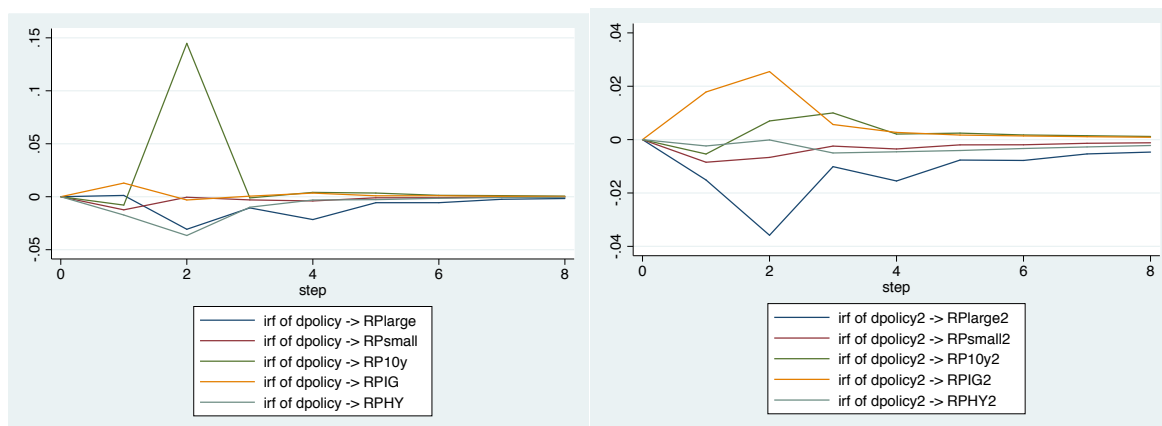 .15
.1
.05
0
-.05
0
2
4
6
8
step
irf of dpolicy -> RPlarge
irf of dpolicy -> RPsmall
irf of dpolicy -> RP10y
irf of dpolicy -> RPIG
irf of dpolicy -> RPHY
.04
.02
0
-.02
-.04
0
2
4
6
8
step
irf of dpolicy2 -> RPlarge2
irf of dpolicy2 -> RPsmall2
irf of dpolicy2 -> RP10y2
irf of dpolicy2 -> RPIG2
irf of dpolicy2 -> RPHY2